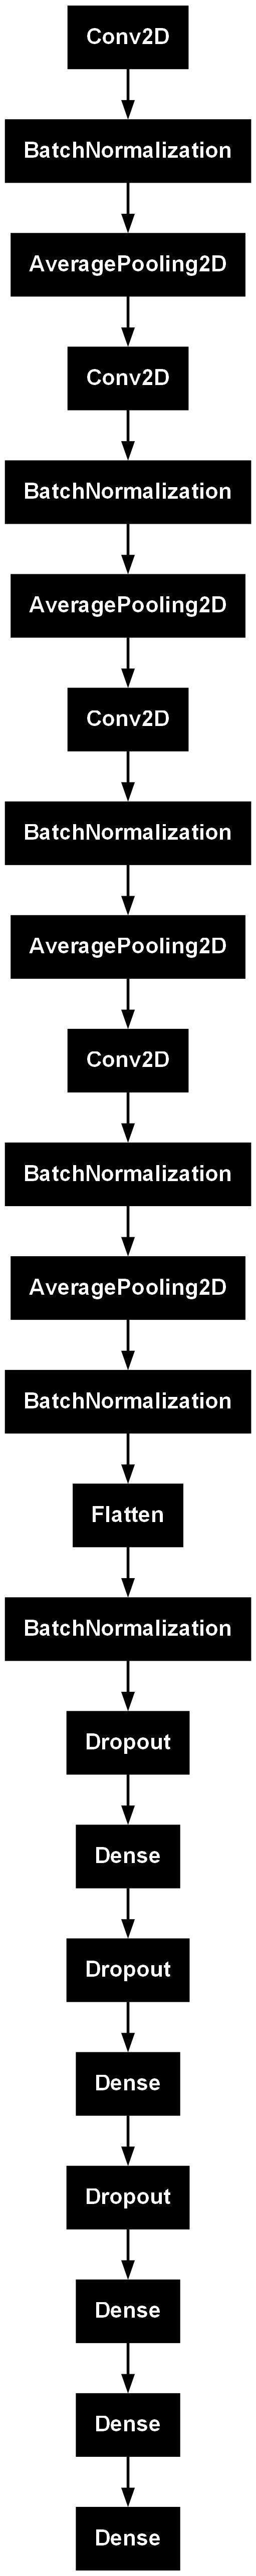 Conv2D
BatchNormalization
AveragePooling2D
Conv2D
BatchNormalization
AveragePooling2D
Conv2D
BatchNormalization
AveragePooling2D
Conv2D
BatchNormalization
AveragePooling2D
BatchNormalization
Flatten
BatchNormalization
Dropout
Dense
Dropout
Dense
Dropout
Dense
Dense
Dense